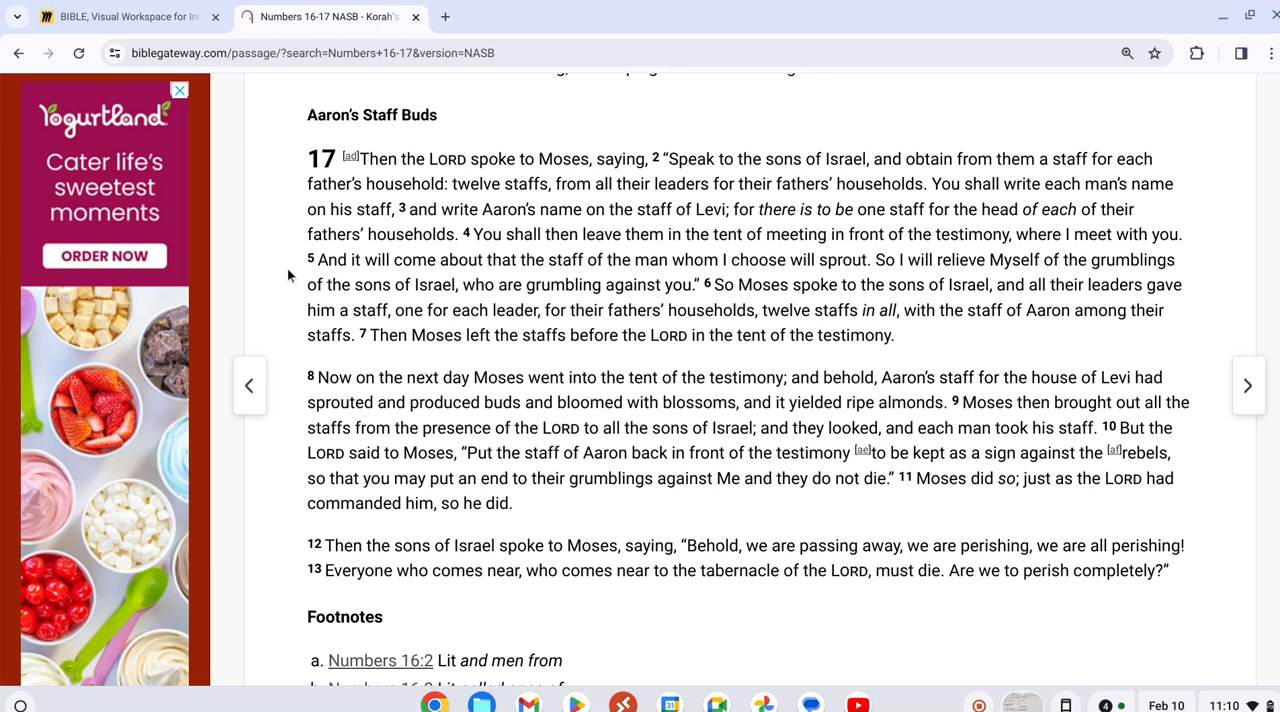 BIBLE, Visual Workspace for In
Numbers 16-17 NASB - Korah's
biblegateway.com/passage/?search=Numbers+16-17&version=NASB
Yogurtland
Cater life's
sweetest
moments
ORDER NOW
Aaron's Staff Buds
17 [ad]Then the LORD spoke to Moses, saying, 2 “Speak to the sons of Israel, and obtain from them a staff for each
father's household: twelve staffs, from all their leaders for their fathers' households. You shall write each man's name
on his staff, 3 and write Aaron's name on the staff of Levi; for there is to be one staff for the head of each of their
fathers' households. 4 You shall then leave them in the tent of meeting in front of the testimony, where I meet with you.
5 And it will come about that the staff of the man whom I choose will sprout. So I will relieve Myself of the grumblings
of the sons of Israel, who are grumbling against you.” 6 So Moses spoke to the sons of Israel, and all their leaders gave
him a staff, one for each leader, for their fathers' households, twelve staffs in all, with the staff of Aaron among their
staffs. 7 Then Moses left the staffs before the LORD in the tent of the testimony.
8 Now on the next day Moses went into the tent of the testimony; and behold, Aaron's staff for the house of Levi had
sprouted and produced buds and bloomed with blossoms, and it yielded ripe almonds. 9 Moses then brought out all the
staffs from the presence of the LORD to all the sons of Israel; and they looked, and each man took his staff. 10 But the
LORD said to Moses, “Put the staff of Aaron back in front of the testimony [ae]to be kept as a sign against the [af]rebels,
so that you may put an end to their grumblings against Me and they do not die.” 11 Moses did so; just as the LORD had
commanded him, so he did.
12 Then the sons of Israel spoke to Moses, saying, “Behold, we are passing away, we are perishing, we are all perishing!
13 Everyone who comes near, who comes near to the tabernacle of the LORD, must die. Are we to perish completely?”
Footnotes
a. Numbers 16:2 Lit and men from
31
4
Feb 10
11:10